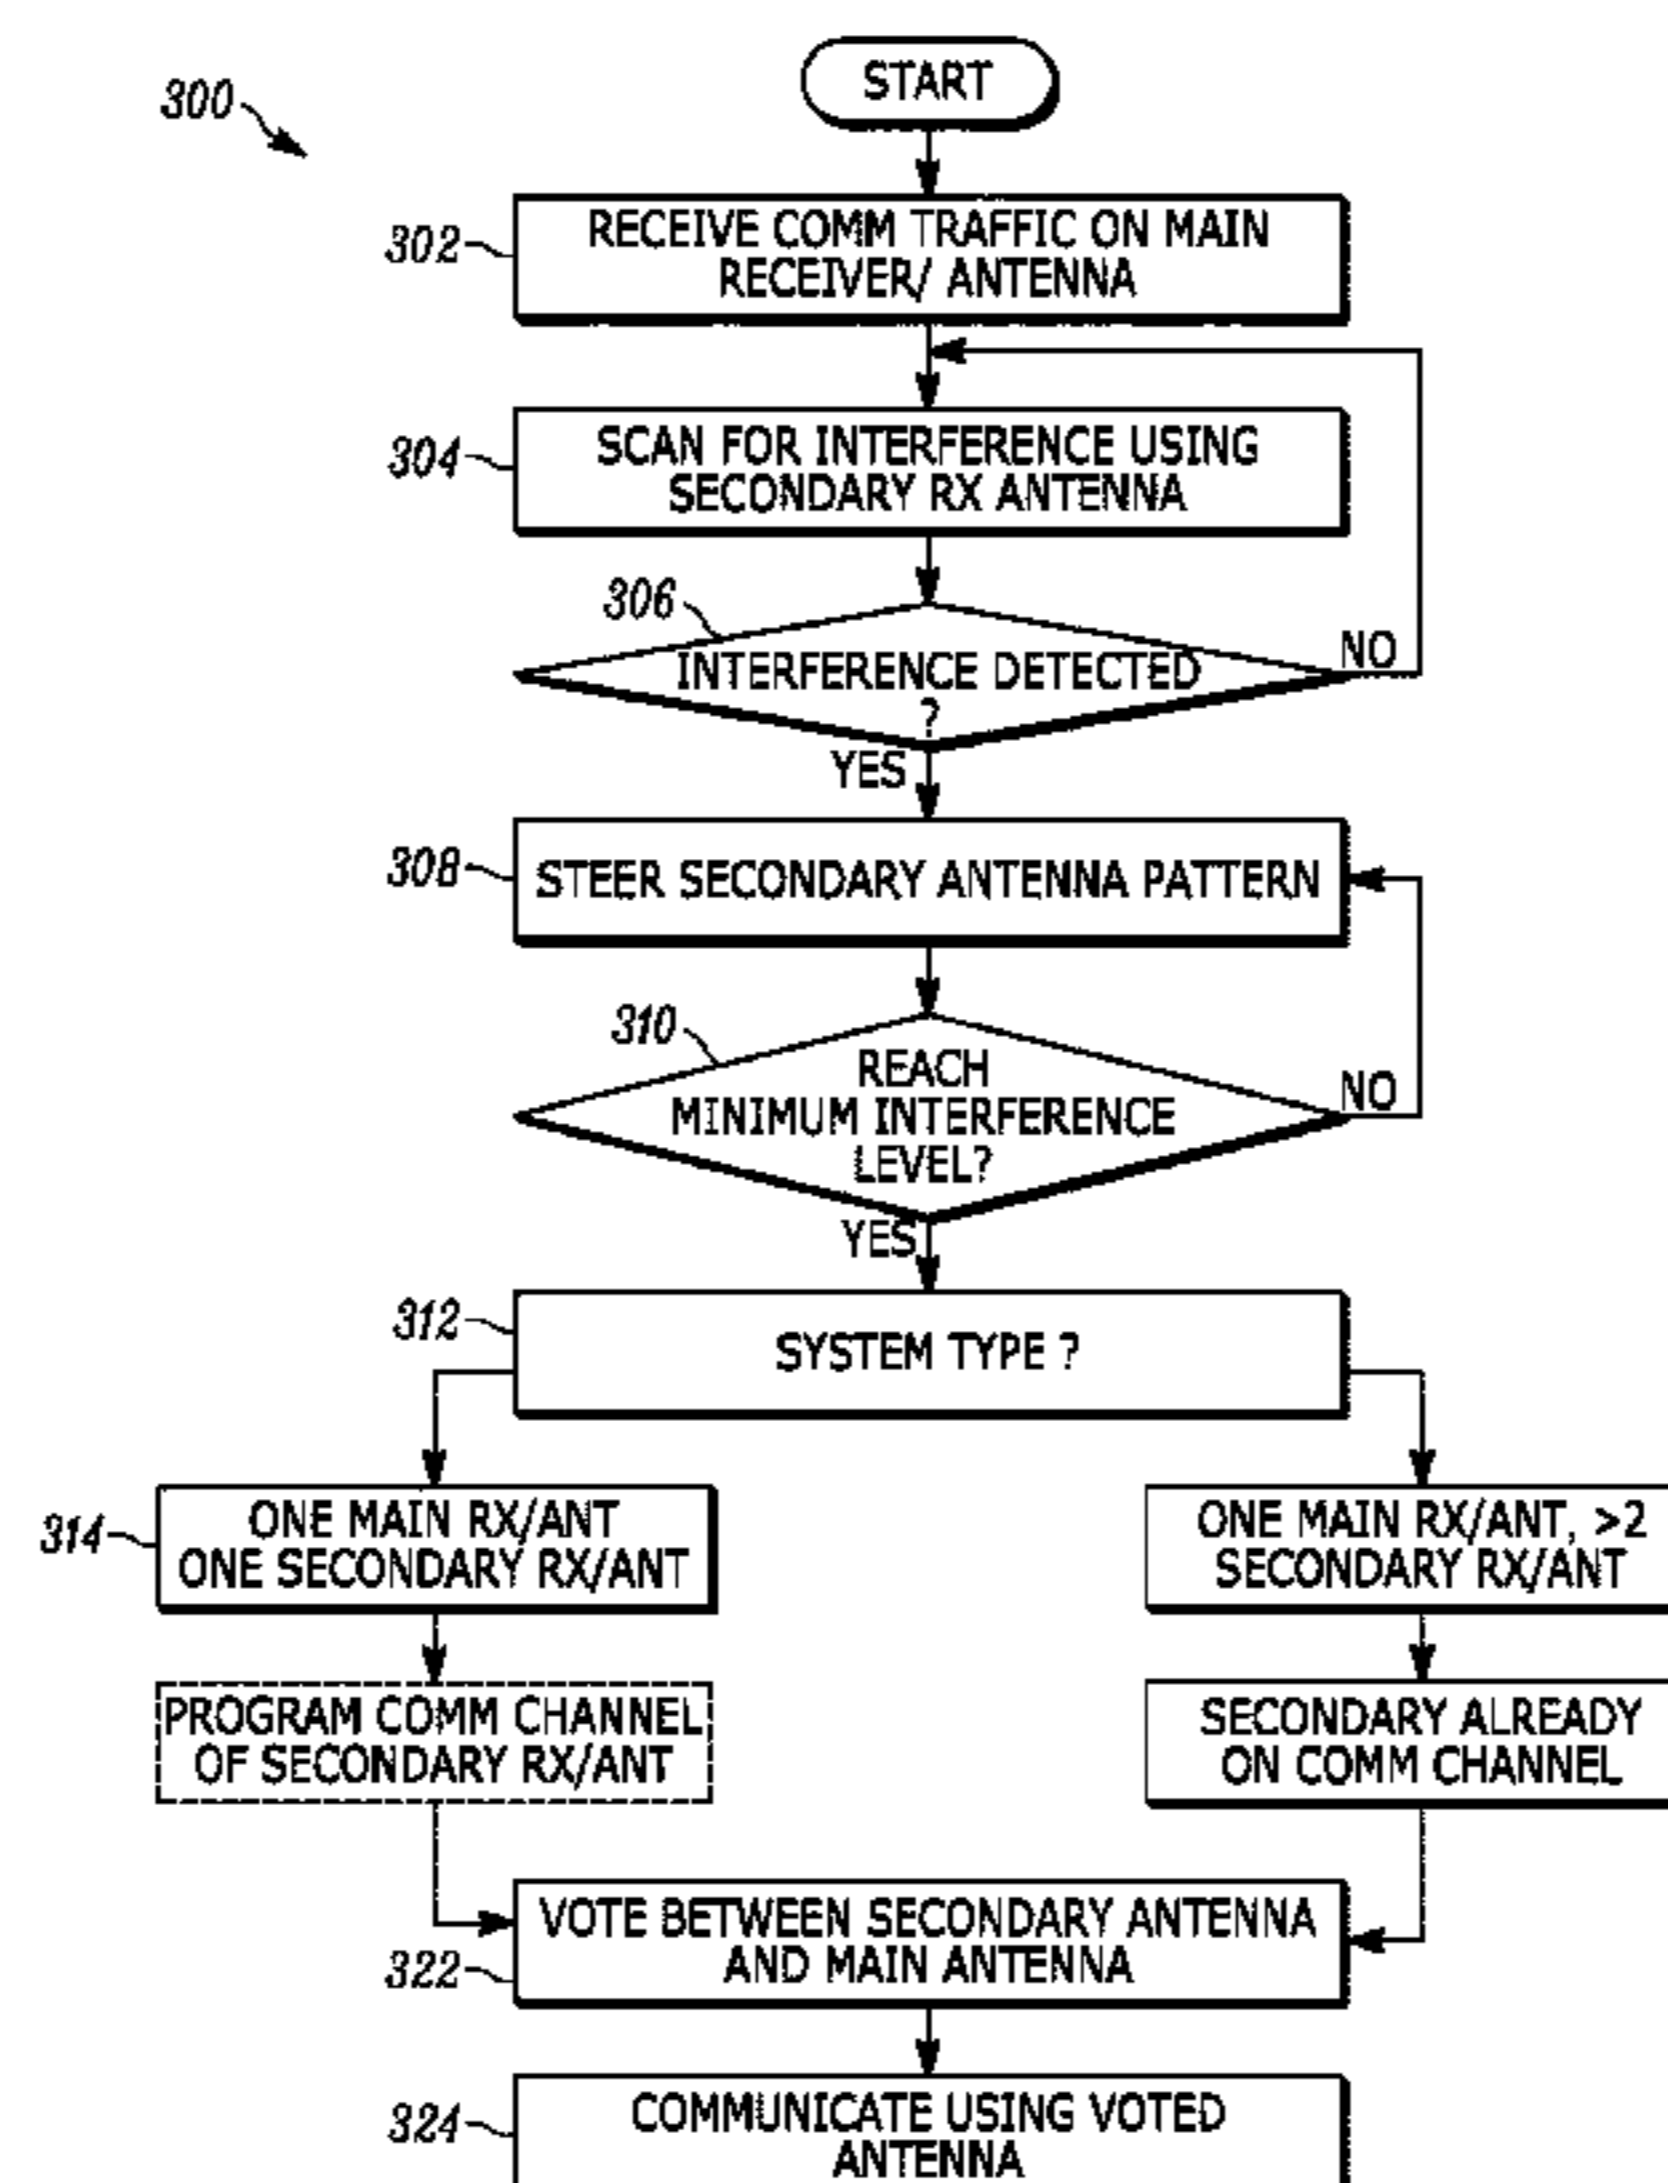 300
START
302
RECEIVE COMM TRAFFIC ON MAIN
RECEIVER/ ANTENNA
304
SCAN FOR INTERFERENCE USING
SECONDARY RX ANTENNA
306
INTERFERENCE DETECTED
?
NO
YES
308
STEER SECONDARY ANTENNA PATTERN
310
REACH
MINIMUM INTERFERENCE
LEVEL?
NO
YES
312
SYSTEM TYPE ?
314
ONE MAIN RX/ANT
ONE SECONDARY RX/ANT
ONE MAIN RX/ANT, >2
SECONDARY RX/ANT
PROGRAM COMM CHANNEL
OF SECONDARY RX/ANT
SECONDARY ALREADY
ON COMM CHANNEL
322
VOTE BETWEEN SECONDARY ANTENNA
AND MAIN ANTENNA
324
COMMUNICATE USING VOTED
ANTENNA